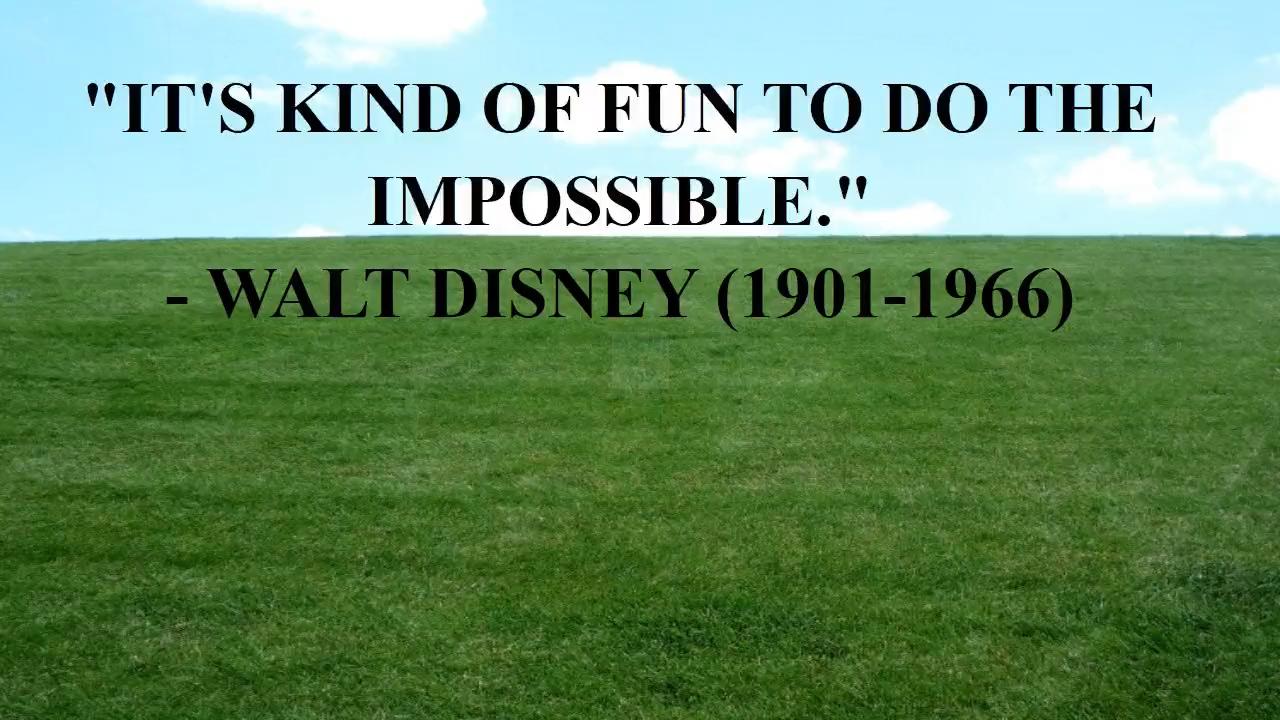 "IT'S KIND OF FUN TO DO THE
IMPOSSIBLE."
- WALT DISNEY (1901-1966)